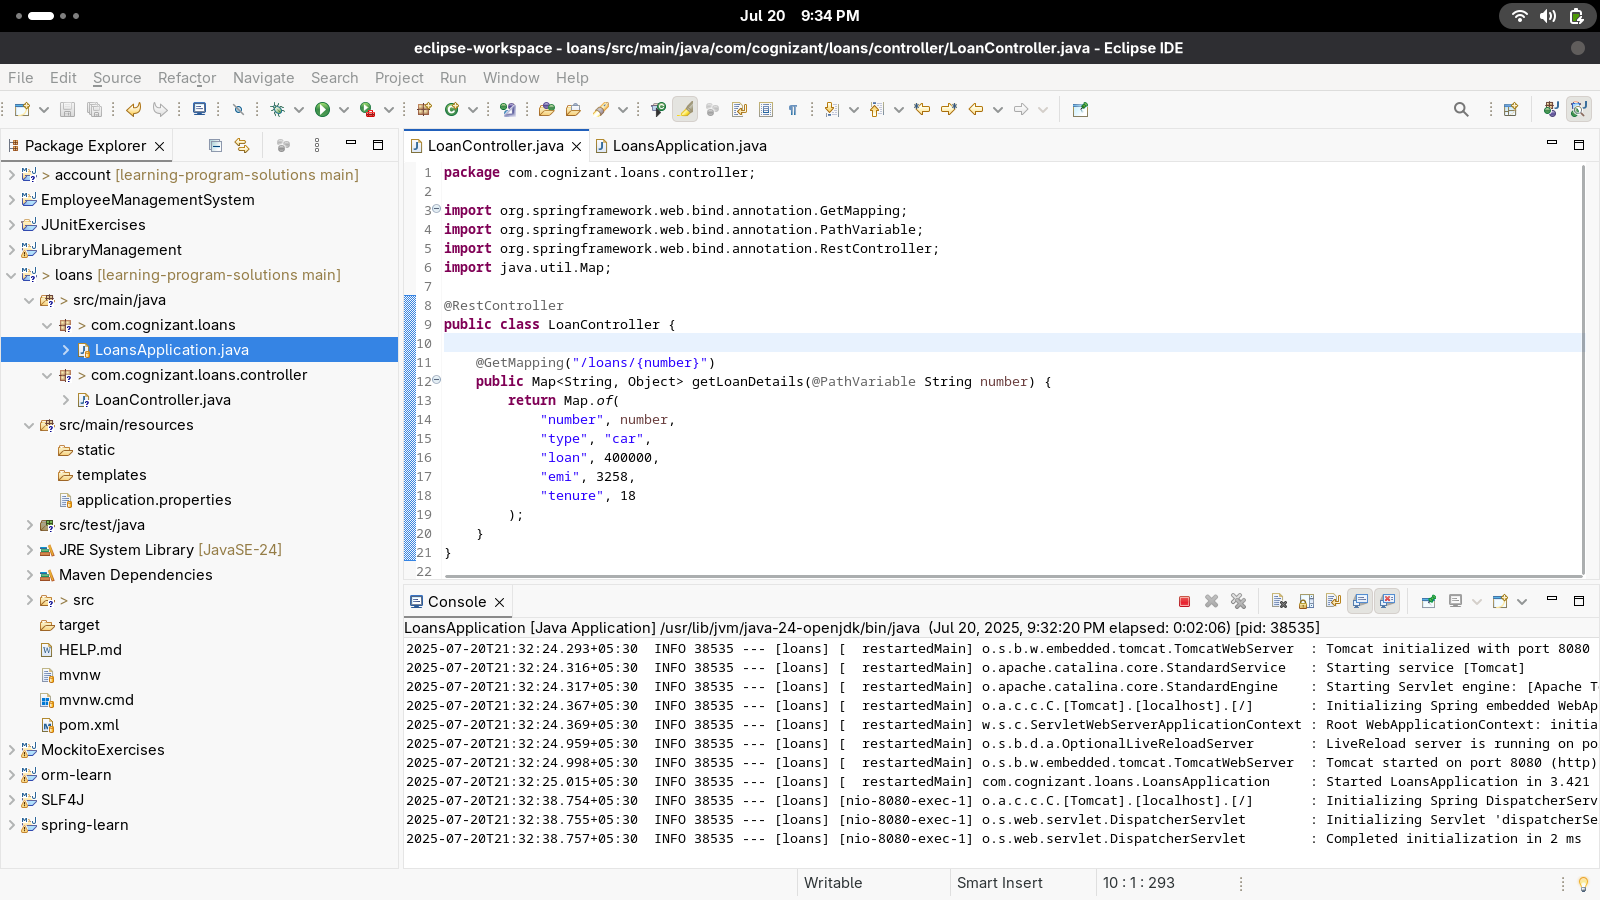 Jul 20 9:34 PM
eclipse-workspace - loans/src/main/java/com/cognizant/loans/controller/LoanController.java - Eclipse IDE
File Edit Source Refactor Navigate Search Project Run Window Help
Package Explorer
> account [learning-program-solutions main]
EmployeeManagementSystem
JUnitExercises
LibraryManagement
> loans [learning-program-solutions main]
> src/main/java
> com.cognizant.loans
LoansApplication.java
> com.cognizant.loans.controller
LoanController.java
src/main/resources
static
templates
application.properties
src/test/java
JRE System Library [JavaSE-24]
Maven Dependencies
> src
target
HELP.md
mvnw
mvnw.cmd
pom.xml
MockitoExercises
orm-learn
SLF4J
spring-learn
LoanController.java LoansApplication.java
1 package com.cognizant.loans.controller;
2
3 import org.springframework.web.bind.annotation.GetMapping;
4 import org.springframework.web.bind.annotation.PathVariable;
5 import org.springframework.web.bind.annotation.RestController;
6 import java.util.Map;
7
8 @RestController
9 public class LoanController {
10
11 @GetMapping("/loans/{number}")
12 public Map<String, Object> getLoanDetails(@PathVariable String number) {
13 return Map.of(
14 "number", number,
15 "type", "car",
16 "loan", 400000,
17 "emi", 3258,
18 "tenure", 18
19 );
20 }
21 }
22
Console
LoansApplication [Java Application] /usr/lib/jvm/java-24-openjdk/bin/java (Jul 20, 2025, 9:32:20 PM elapsed: 0:02:06) [pid: 38535]
2025-07-20T21:32:24.293+05:30 INFO 38535 --- [loans] [ restartedMain] o.s.b.w.embedded.tomcat.TomcatWebServer : Tomcat initialized with port 8080
2025-07-20T21:32:24.316+05:30 INFO 38535 --- [loans] [ restartedMain] o.apache.catalina.core.StandardService : Starting service [Tomcat]
2025-07-20T21:32:24.317+05:30 INFO 38535 --- [loans] [ restartedMain] o.apache.catalina.core.StandardEngine : Starting Servlet engine: [Apache T
2025-07-20T21:32:24.367+05:30 INFO 38535 --- [loans] [ restartedMain] o.a.c.c.C.[Tomcat].[localhost].[/] : Initializing Spring embedded WebAp
2025-07-20T21:32:24.369+05:30 INFO 38535 --- [loans] [ restartedMain] w.s.c.ServletWebServerApplicationContext : Root WebApplicationContext: initia
2025-07-20T21:32:24.959+05:30 INFO 38535 --- [loans] [ restartedMain] o.s.b.d.a.OptionalLiveReloadServer : LiveReload server is running on po
2025-07-20T21:32:24.998+05:30 INFO 38535 --- [loans] [ restartedMain] o.s.b.w.embedded.tomcat.TomcatWebServer : Tomcat started on port 8080 (http)
2025-07-20T21:32:25.015+05:30 INFO 38535 --- [loans] [ restartedMain] com.cognizant.loans.LoansApplication : Started LoansApplication in 3.421
2025-07-20T21:32:38.754+05:30 INFO 38535 --- [loans] [nio-8080-exec-1] o.a.c.c.C.[Tomcat].[localhost].[/] : Initializing Spring DispatcherServ
2025-07-20T21:32:38.755+05:30 INFO 38535 --- [loans] [nio-8080-exec-1] o.s.web.servlet.DispatcherServlet : Initializing Servlet 'dispatcherSe
2025-07-20T21:32:38.757+05:30 INFO 38535 --- [loans] [nio-8080-exec-1] o.s.web.servlet.DispatcherServlet : Completed initialization in 2 ms
Writable Smart Insert 10 : 1 : 293